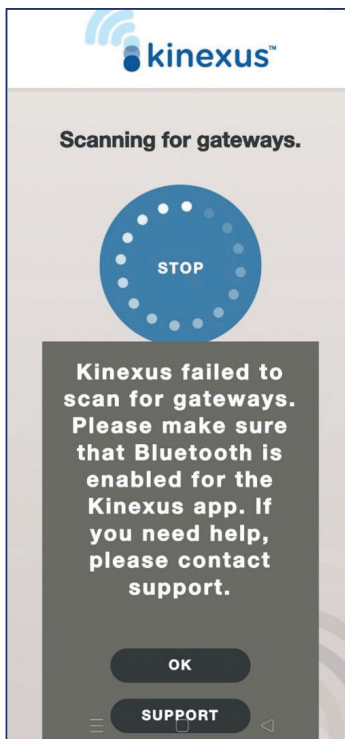 kinexus™
Scanning for gateways.
STOP
Kinexus failed to
scan for gateways.
Please make sure
that Bluetooth is
enabled for the
Kinexus app. If
you need help,
please contact
support.
OK
SUPPORT